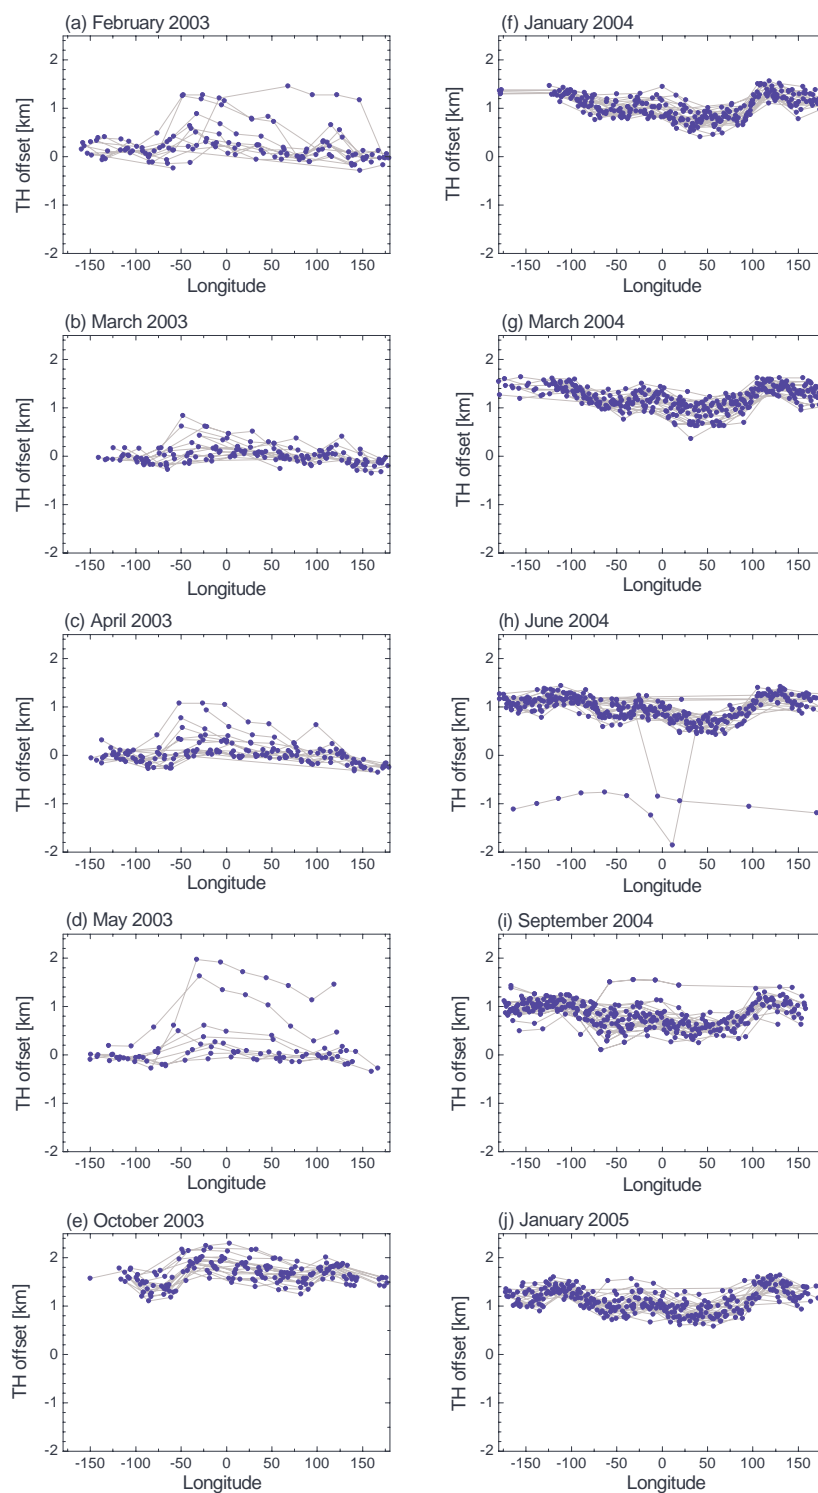 (a) February 2003
2
1
0
-1
-2
TH offset [km]
-150 -100 -50 0 50 100 150
Longitude
(b) March 2003
2
1
0
-1
-2
TH offset [km]
-150 -100 -50 0 50 100 150
Longitude
(c) April 2003
2
1
0
-1
-2
TH offset [km]
-150 -100 -50 0 50 100 150
Longitude
(d) May 2003
2
1
0
-1
-2
TH offset [km]
-150 -100 -50 0 50 100 150
Longitude
(e) October 2003
2
1
0
-1
-2
TH offset [km]
-150 -100 -50 0 50 100 150
Longitude
(f) January 2004
2
1
0
-1
-2
TH offset [km]
-150 -100 -50 0 50 100 150
Longitude
(g) March 2004
2
1
0
-1
-2
TH offset [km]
-150 -100 -50 0 50 100 150
Longitude
(h) June 2004
2
1
0
-1
-2
TH offset [km]
-150 -100 -50 0 50 100 150
Longitude
(i) September 2004
2
1
0
-1
-2
TH offset [km]
-150 -100 -50 0 50 100 150
Longitude
(j) January 2005
2
1
0
-1
-2
TH offset [km]
-150 -100 -50 0 50 100 150
Longitude